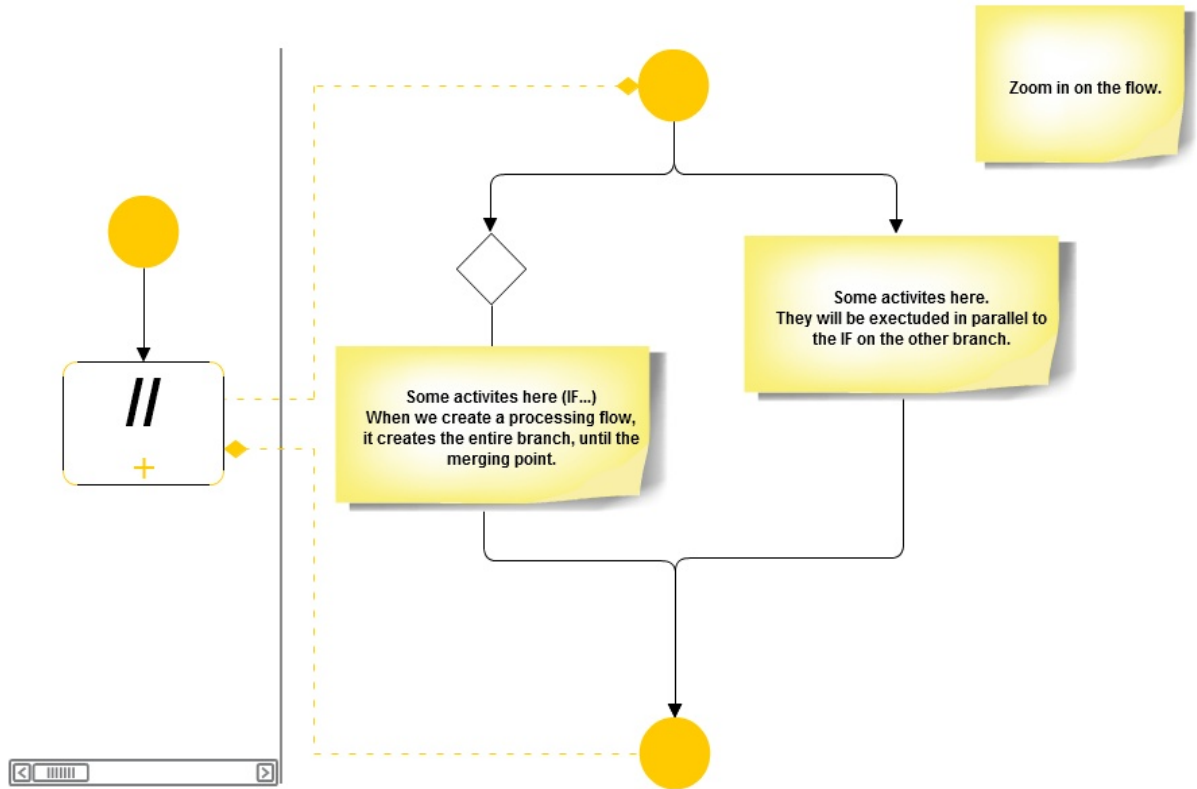 Zoom in on the flow.
//
+
Some activites here.
They will be exectuded in parallel to
the IF on the other branch.
Some activites here (IF...)
When we create a processing flow,
it creates the entire branch, until the
merging point.